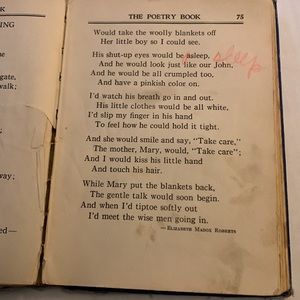 K
ING
gate,
walk;
way;
ed—
THE POETRY BOOK 75
Would take the woolly blankets off
Her little boy so I could see.
His shut-up eyes would be asleep,
sleep
And he would look just like our John,
And he would be all crumpled too,
And have a pinkish color on.
I'd watch his breath go in and out.
His little clothes would be all white,
I'd slip my finger in his hand
To feel how he could hold it tight.
And she would smile and say, "Take care,"
The mother, Mary, would, "Take care";
And I would kiss his little hand
And touch his hair.
While Mary put the blankets back,
The gentle talk would soon begin.
And when I'd tiptoe softly out
I'd meet the wise men going in.
—ELIZABETH MADOX ROBERTS